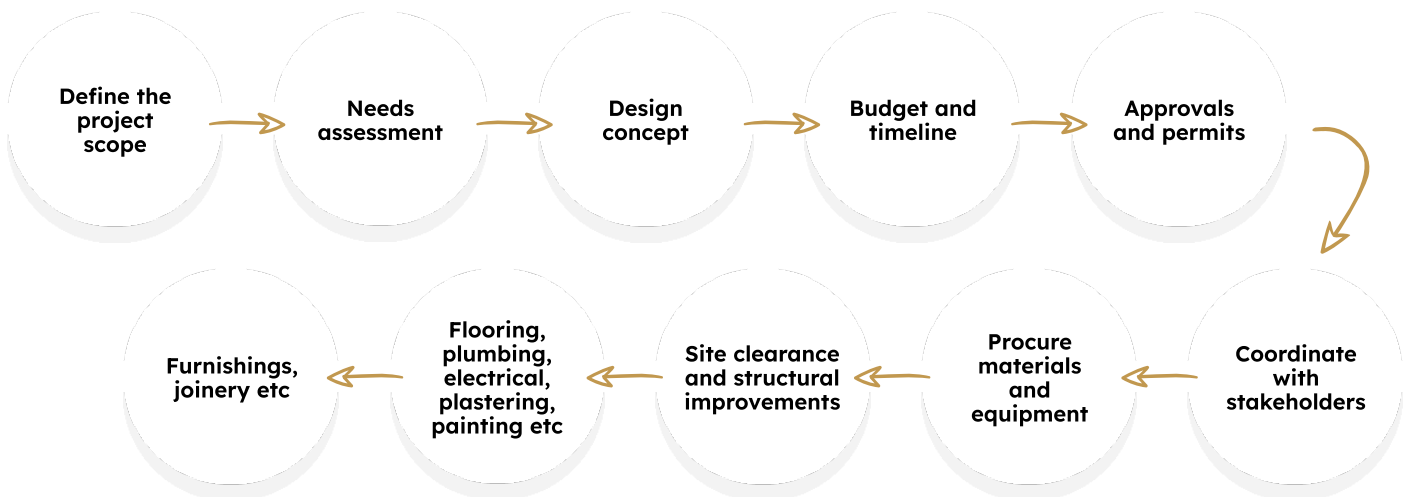 Define the
project
scope
Needs
assessment
Design
concept
Budget and
timeline
Approvals
and permits
Coordinate
with
stakeholders
Procure
materials
and
equipment
Site clearance
and structural
improvements
Flooring,
plumbing,
electrical,
plastering,
painting etc
Furnishings,
joinery etc